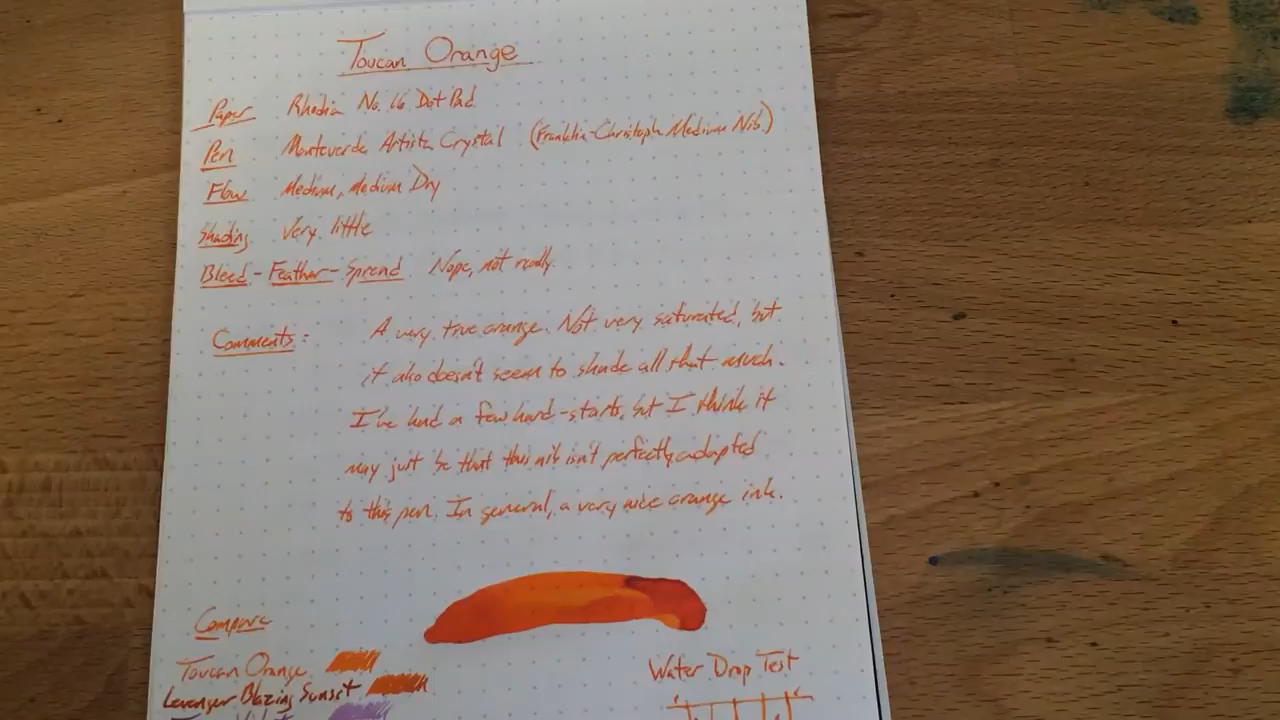 Toucan Orange
Paper Rhodia No. 16 Dot Pad
Pen Monteverde Artista Crystal (Franklin-Christoph Medium Nib.)
Flow Medium, Medium Dry
Shading Very little
Bleed - Feather - Spread Nope, not really.
Comments: A very true orange. Not very saturated, but
it also doesn't seem to shade all that much.
I've had a few hard-starts, but I think it
may just be that this nib isn't perfectly adapted
to this pen. In general, a very nice orange ink.
Compare
Toucan Orange
Levenger Blazing Sunset
Water Drop Test